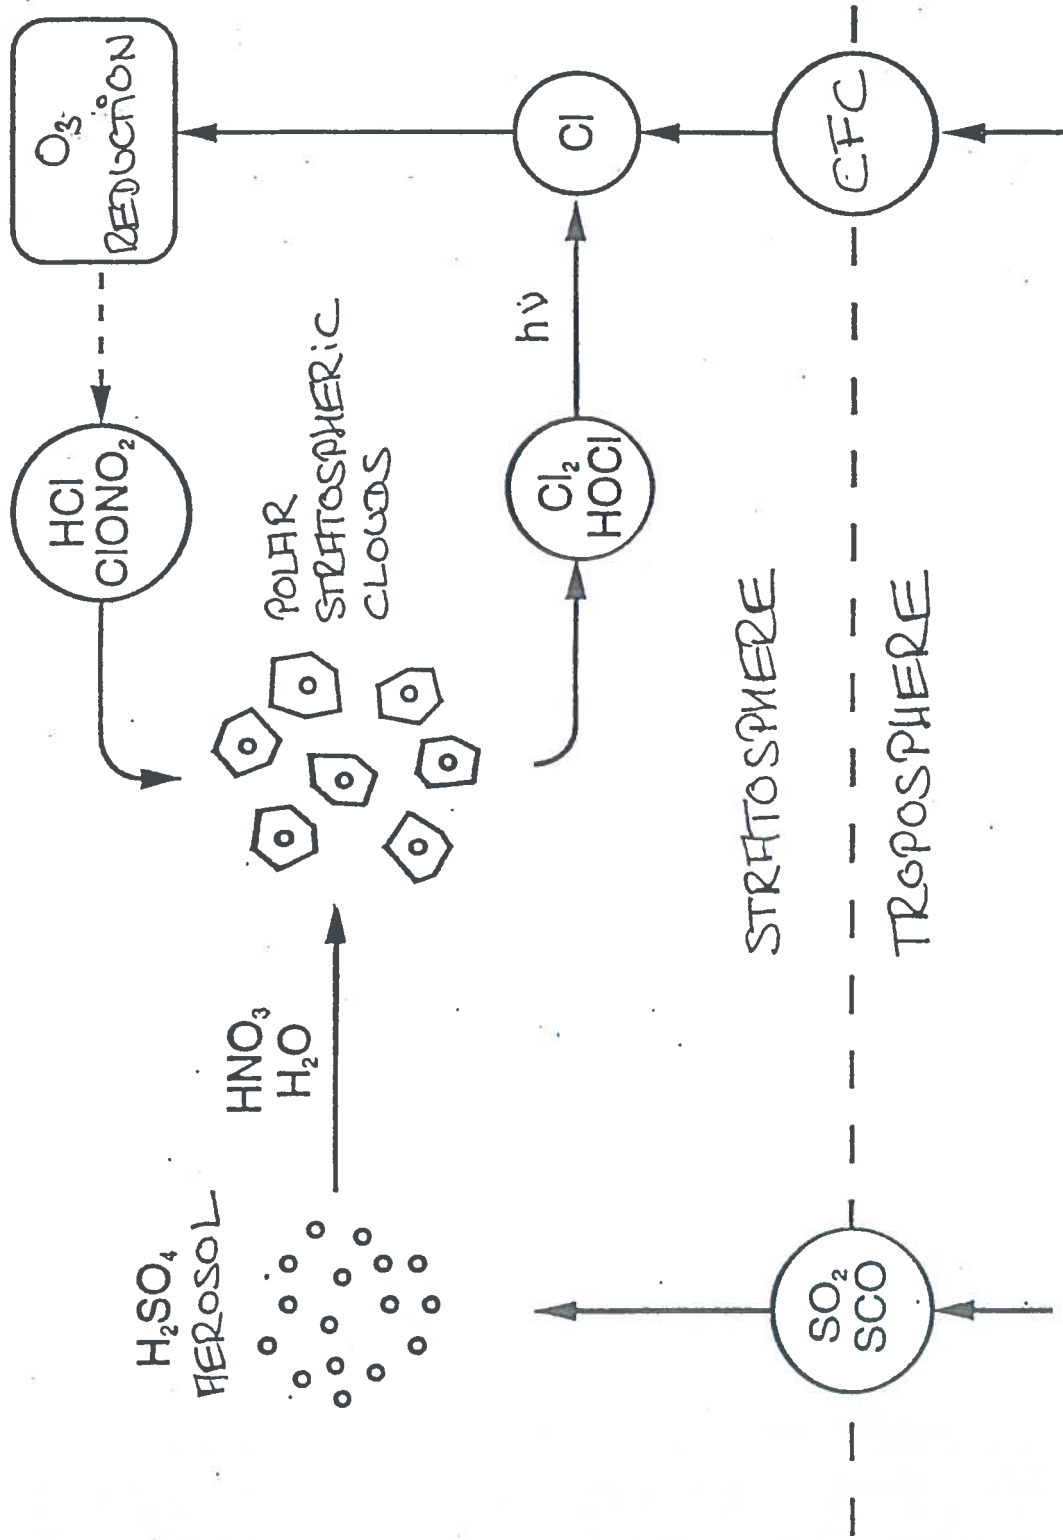 H₂SO₄
AEROSOL
HNO₃
H₂O
POLAR
STRATOSPHERIC
CLOUDS
HCl
ClONO₂
O₃
REDUCTION
Cl₂
HOCl
hν
Cl
STRATOSPHERE
TROPOSPHERE
SO₂
SCO
CFC